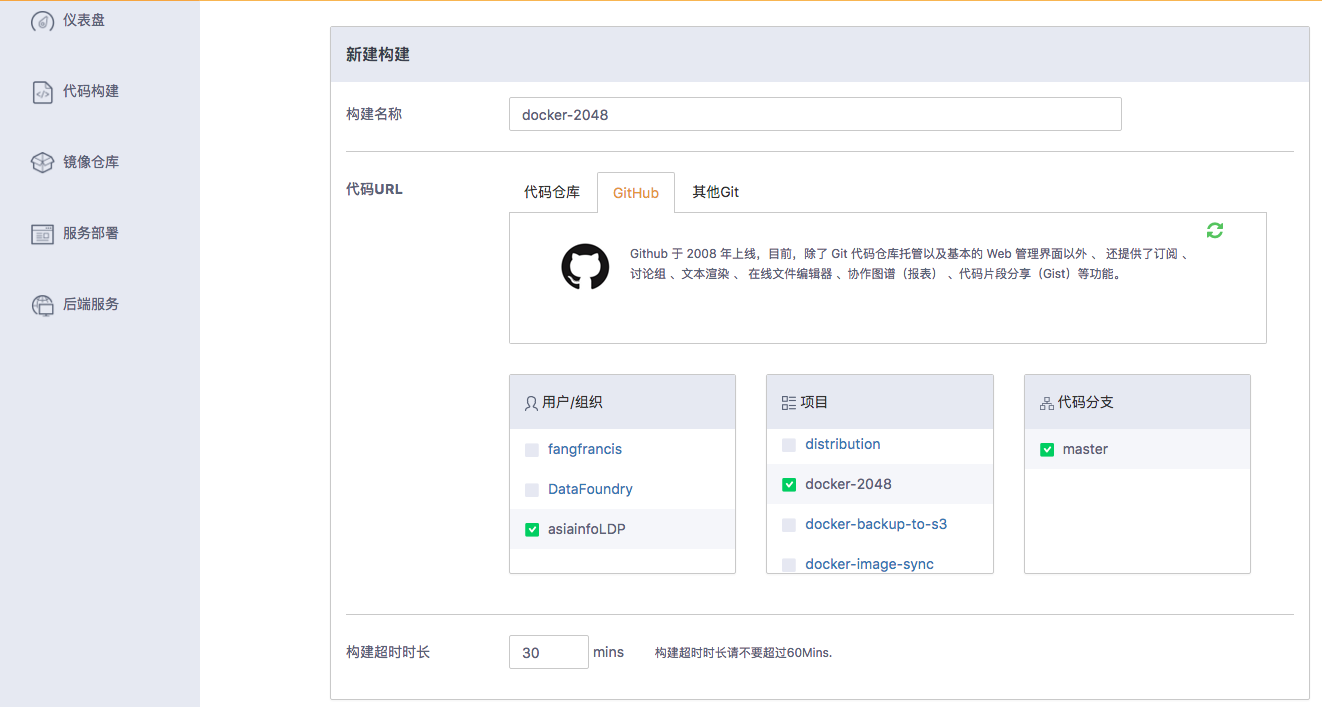 仪表盘
代码构建
镜像仓库
服务部署
后端服务
新建构建
构建名称
docker-2048
代码URL
代码仓库
GitHub
其他Git
Github 于 2008 年上线，目前，除了 Git 代码仓库托管以及基本的 Web 管理界面以外 、 还提供了订阅 、
讨论组 、文本渲染 、 在线文件编辑器 、协作图谱（报表） 、代码片段分享（Gist）等功能。
用户/组织
fangfrancis
DataFoundry
asiainfoLDP
项目
distribution
docker-2048
docker-backup-to-s3
docker-image-sync
代码分支
master
构建超时时长
30
mins
构建超时时长请不要超过60Mins.